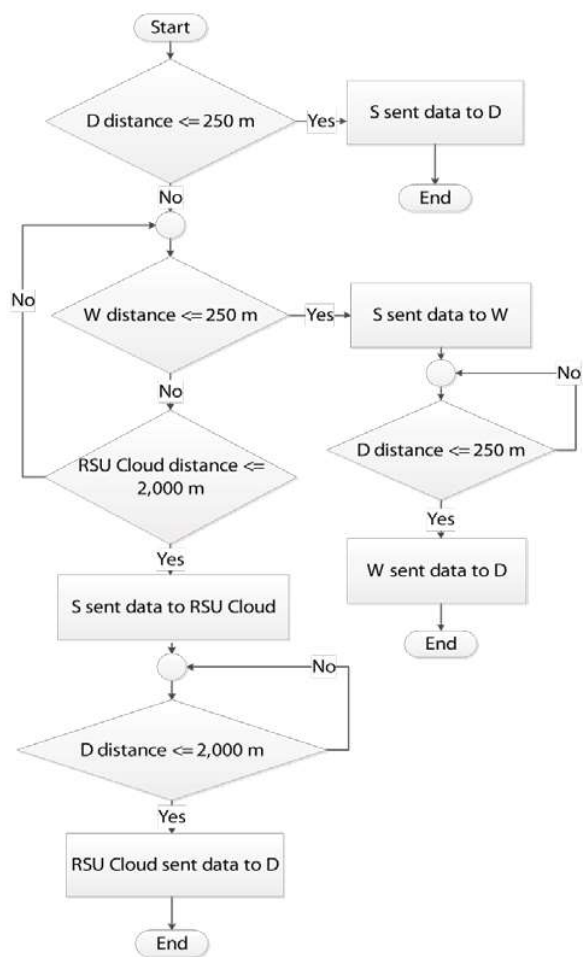 Start
D distance <= 250 m
Yes
S sent data to D
End
No
W distance <= 250 m
Yes
S sent data to W
No
No
No
RSU Cloud distance <=
2,000 m
D distance <= 250 m
Yes
Yes
W sent data to D
S sent data to RSU Cloud
End
No
D distance <= 2,000 m
Yes
RSU Cloud sent data to D
End